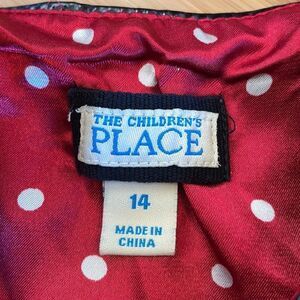 THE CHILDREN'S
PLACE
14
MADE IN
CHINA